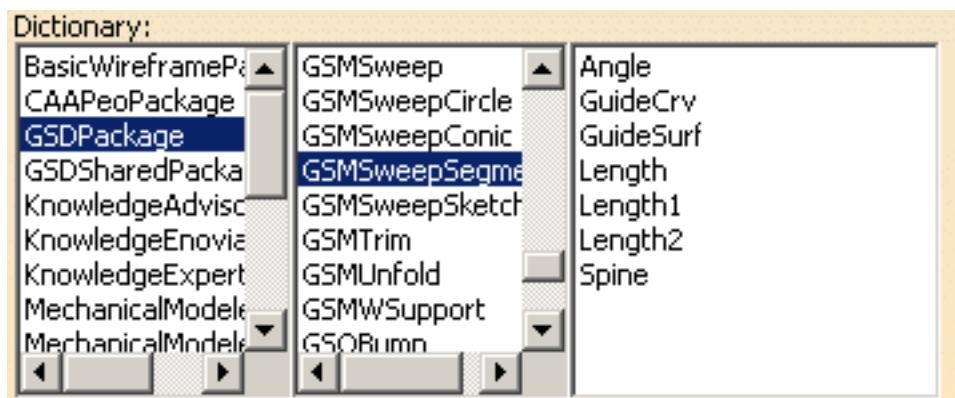 Dictionary:
BasicWireframePa
CAAPeoPackage
GSDPackage
GSDSharedPacka
KnowledgeAdvisc
KnowledgeEnovia
KnowledgeExpert
MechanicalModele
MechanicalModele
GSMSweep
GSMSweepCircle
GSMSweepConic
GSMSweepSegme
GSMSweepSketch
GSMTrim
GSMUnfold
GSMWSupport
GSOBump
Angle
GuideCrv
GuideSurf
Length
Length1
Length2
Spine